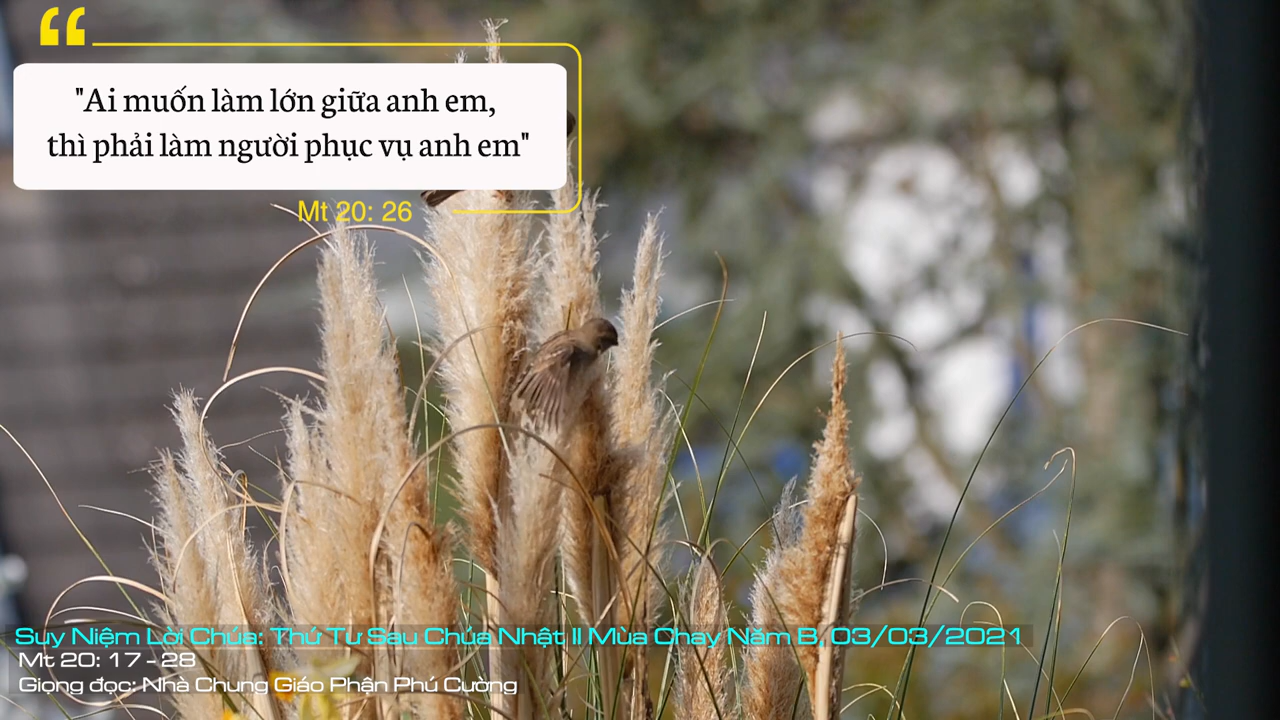 "Ai muốn làm lớn giữa anh em,
thì phải làm người phục vụ anh em"
Mt 20: 26
Suy Niệm Lời Chúa: Thứ Tư Sau Chúa Nhật II Mùa Chay Năm B, 03/03/2021
Mt 20: 17 - 28
Giọng đọc: Nhà Chung Giáo Phận Phú Cường